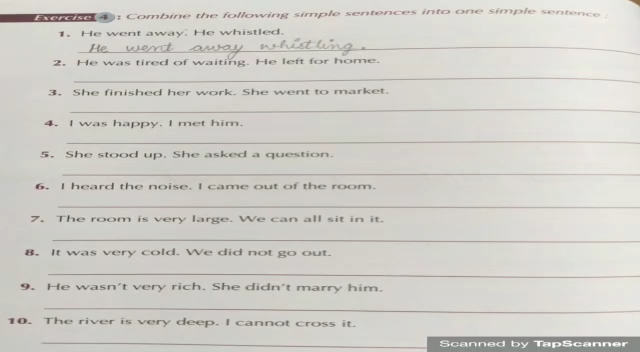 Exercise 4 : Combine the following simple sentences into one simple sentence :
1. He went away. He whistled.
He went away whistling.
2. He was tired of waiting. He left for home.
3. She finished her work. She went to market.
4. I was happy. I met him.
5. She stood up. She asked a question.
6. I heard the noise. I came out of the room.
7. The room is very large. We can all sit in it.
8. It was very cold. We did not go out.
9. He wasn't very rich. She didn't marry him.
10. The river is very deep. I cannot cross it.
Scanned by TapScanner